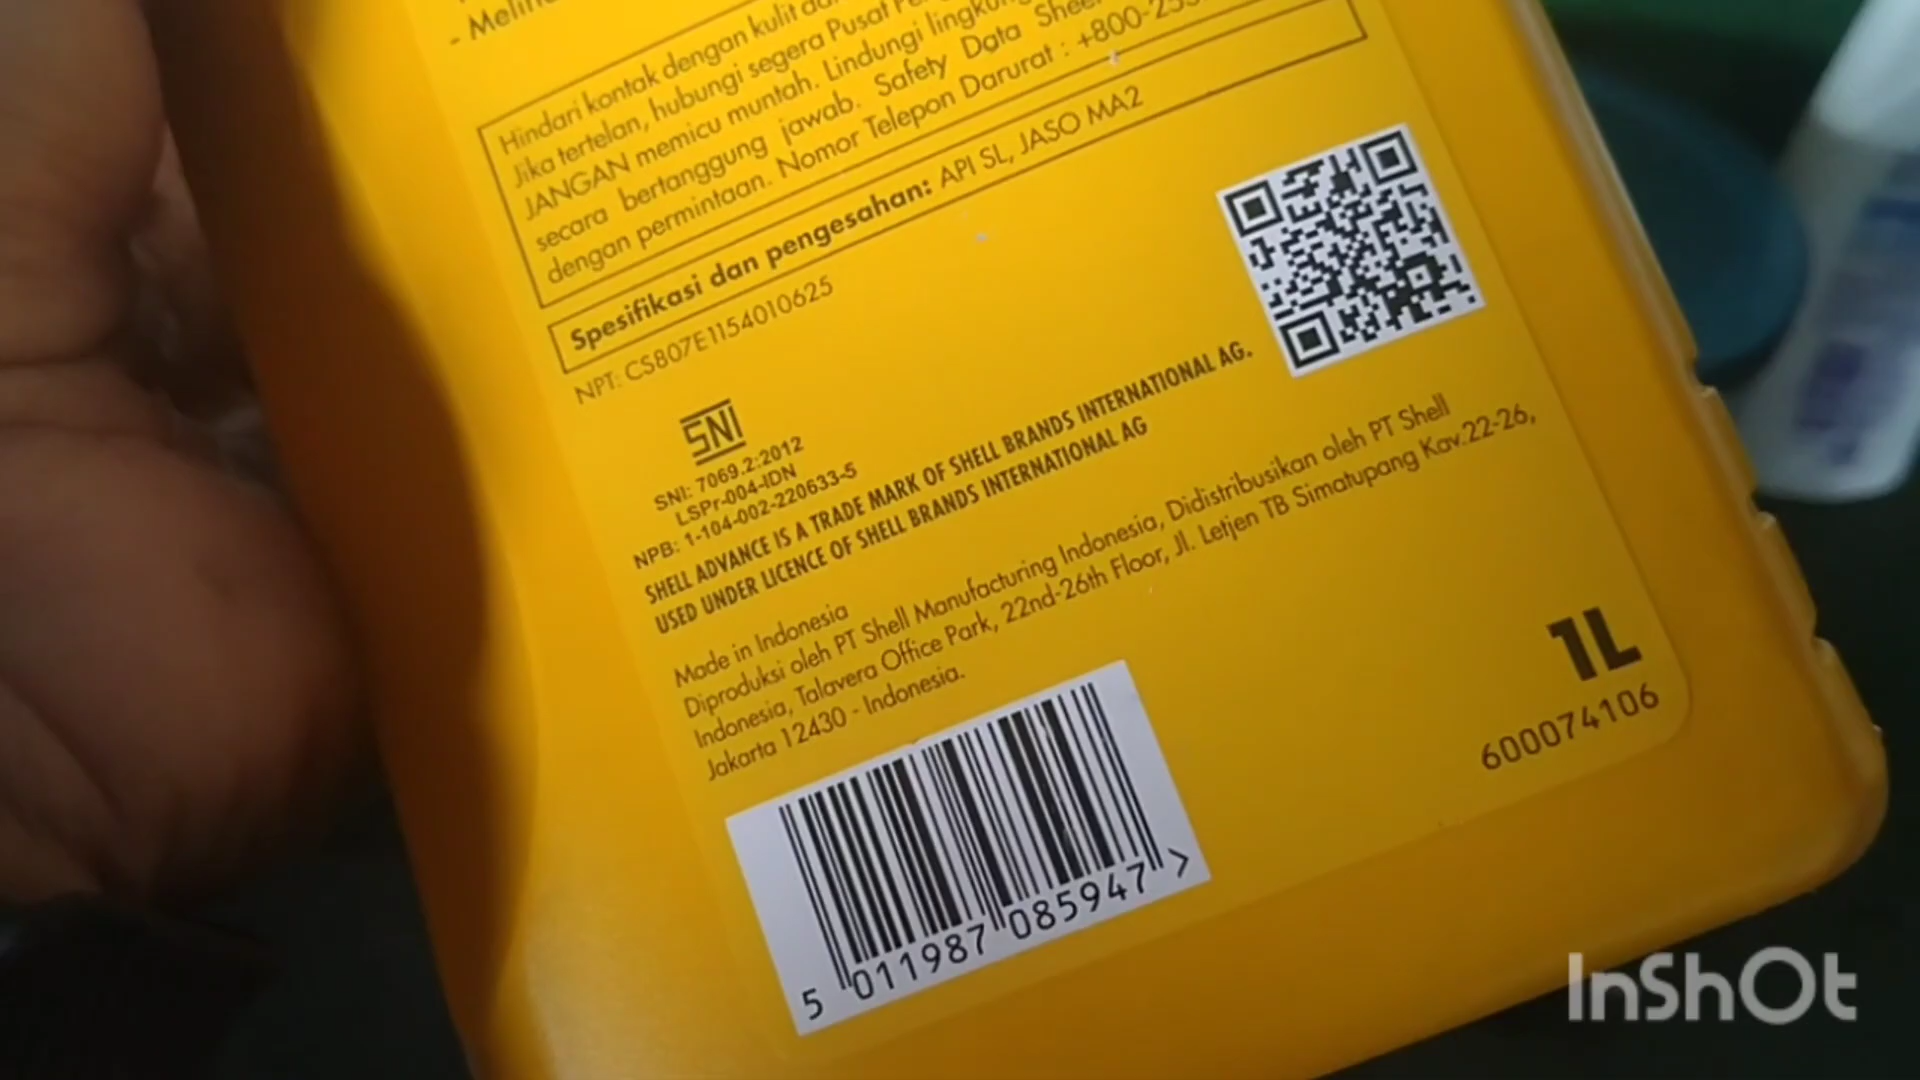 - Melind
Hindari kontak dengan kulit
Jika tertelan, hubungi segera Pusat
JANGAN memicu muntah. Lindungi
secara bertanggung jawab. Safety Data Sheet
dengan permintaan. Nomor Telepon Darurat : +800-
Spesifikasi dan pengesahan: API SL, JASO MA2
NPT: CS807E1154010625
SNI
SNI: 7069.2:2012
LSPr-004-IDN
NPB: 1-104-002-220633-5
SHELL ADVANCE IS A TRADE MARK OF SHELL BRANDS INTERNATIONAL AG.
USED UNDER LICENCE OF SHELL BRANDS INTERNATIONAL AG
Made in Indonesia
Diproduksi oleh PT Shell Manufacturing Indonesia, Didistribusikan oleh PT Shell
Indonesia, Talavera Office Park, 22nd-26th Floor, Jl. Letjen TB Simatupang Kav.22-26,
Jakarta 12430 - Indonesia.
1L
600074106
5 011987 085947 >
InShOt